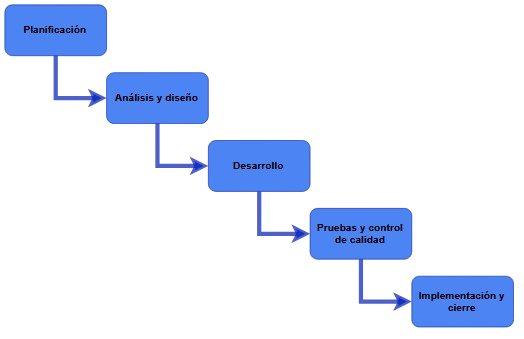 Planificación
Análisis y diseño
Desarrollo
Pruebas y control
de calidad
Implementación y
cierre